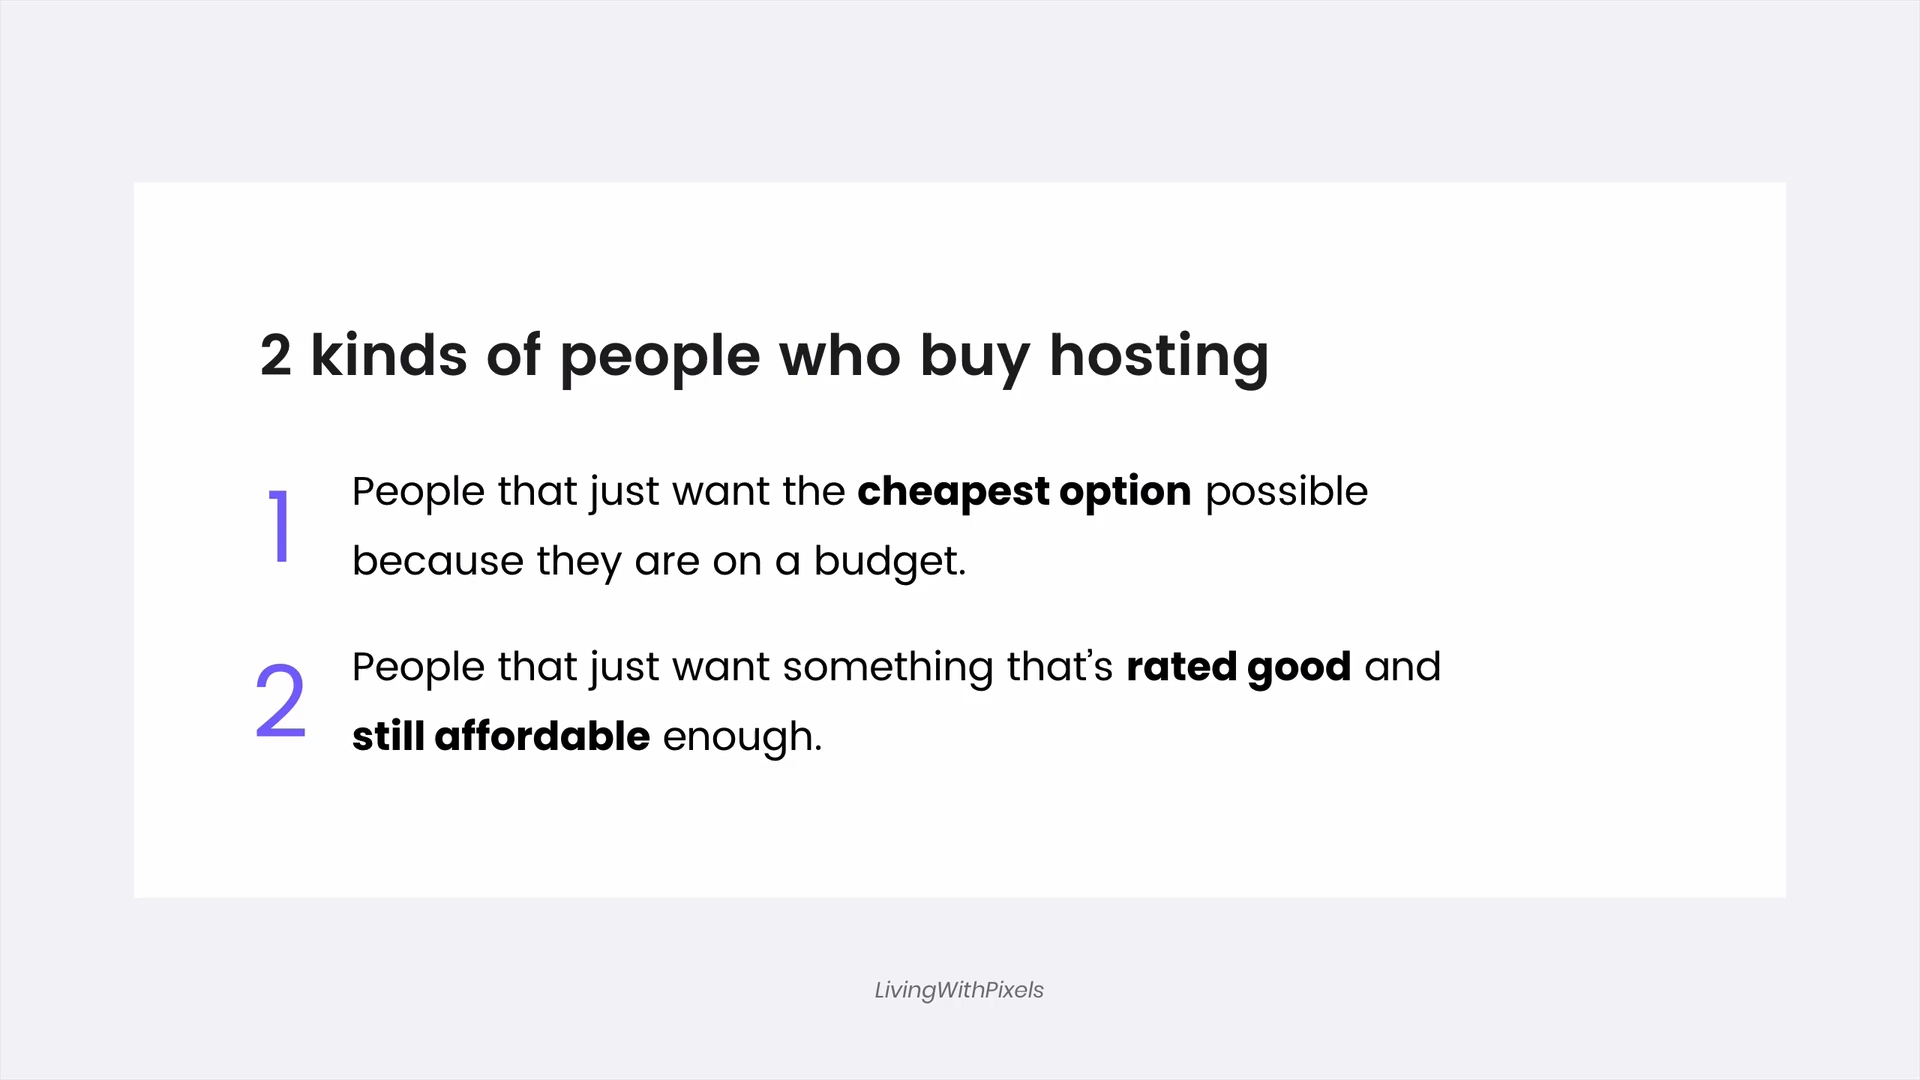 2 kinds of people who buy hosting
1
People that just want the cheapest option possible
because they are on a budget.
2
People that just want something that’s rated good and
still affordable enough.
LivingWithPixels